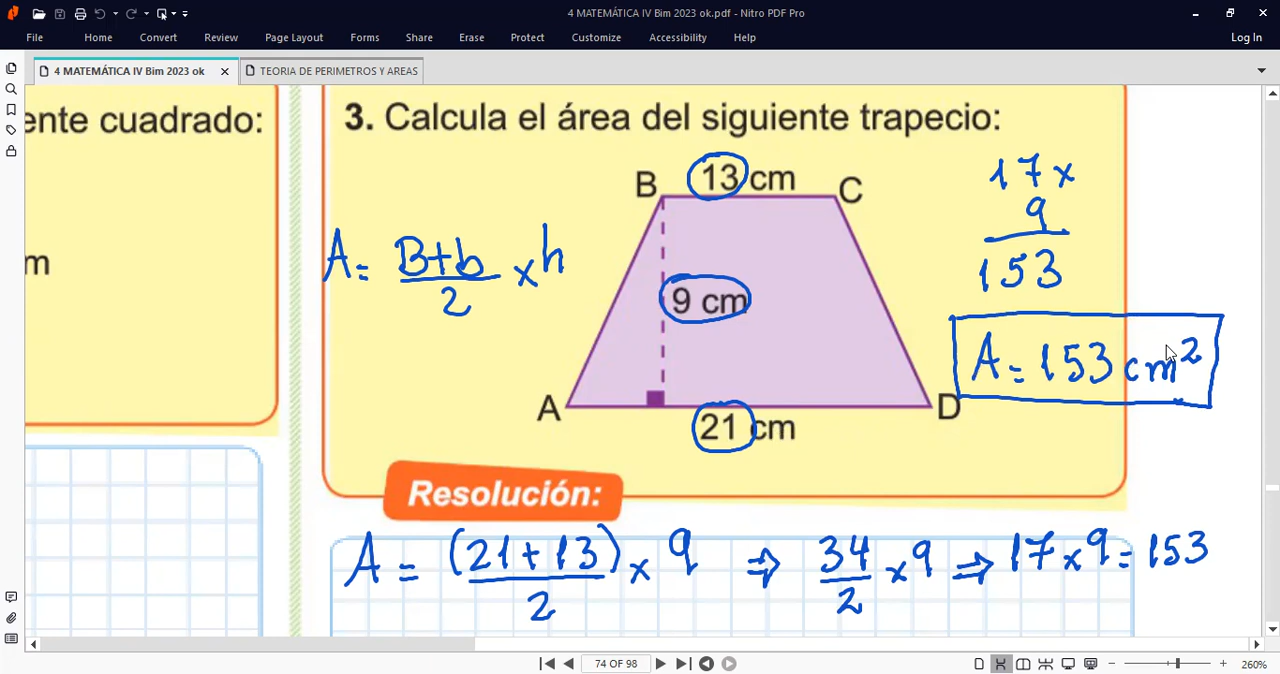 4 MATEMÁTICA IV Bim 2023 ok.pdf - Nitro PDF Pro
File Home Convert Review Page Layout Forms Share Erase Protect Customize Accessibility Help Log In
4 MATEMÁTICA IV Bim 2023 ok TEORIA DE PERIMETROS Y AREAS
ente cuadrado:
m
3. Calcula el área del siguiente trapecio:
B 13 cm C
A = B+b/2 x h
9 cm
A D
21 cm
17 x
9
153
A = 153 cm²
Resolución:
A = (21+13)/2 x 9 ⇒ 34/2 x 9 ⇒ 17 x 9 = 153
74 OF 98
260%